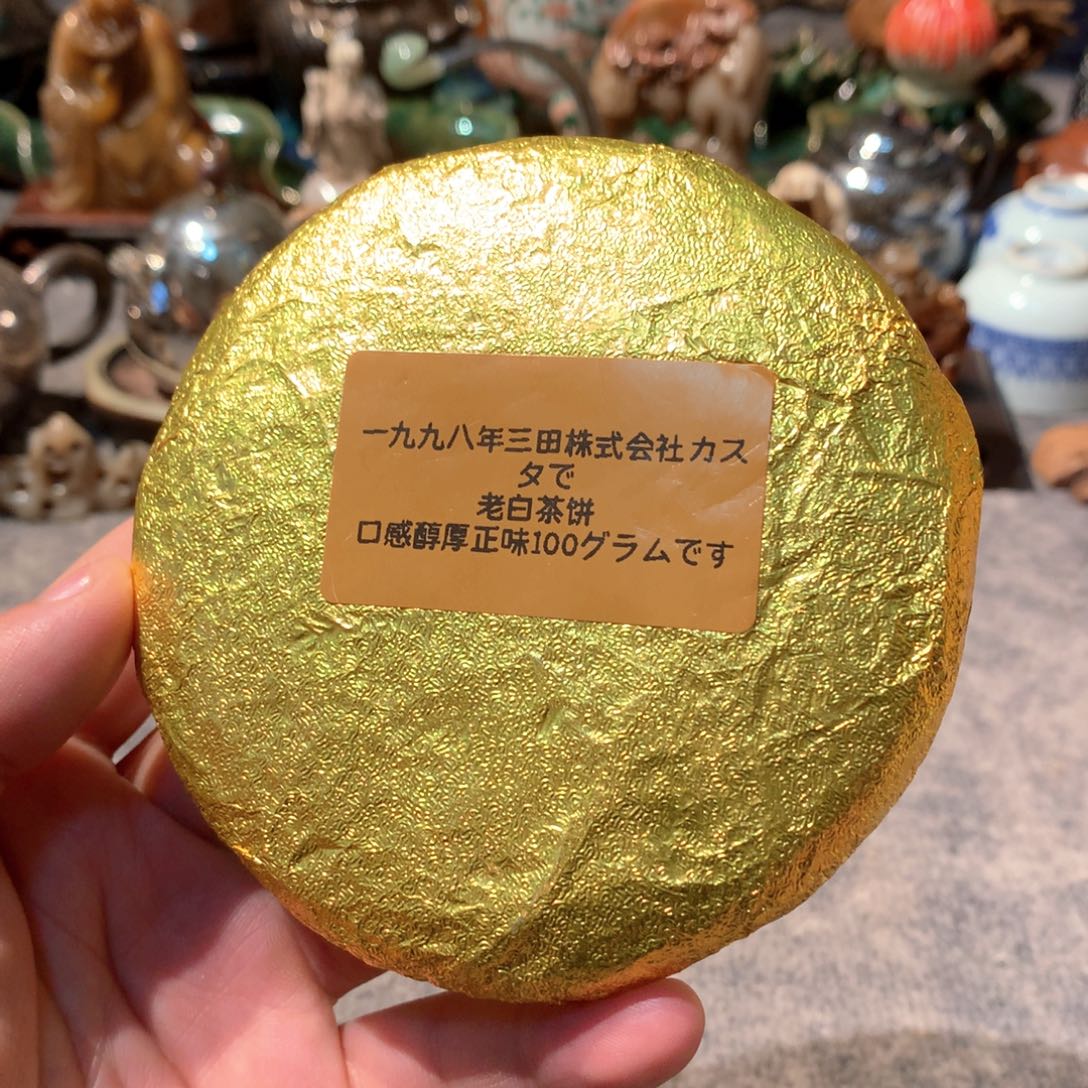 一九九八年三田株式会社カス
タで
老白茶饼
口感醇厚正味100グラムです